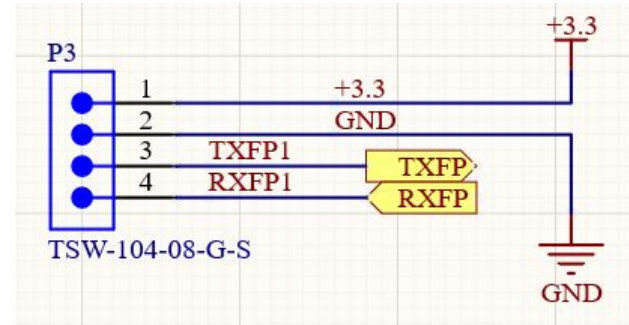 +3.3
P3
1 +3.3
2 GND
3 TXFP1 TXFP
4 RXFP1 RXFP
TSW-104-08-G-S
GND